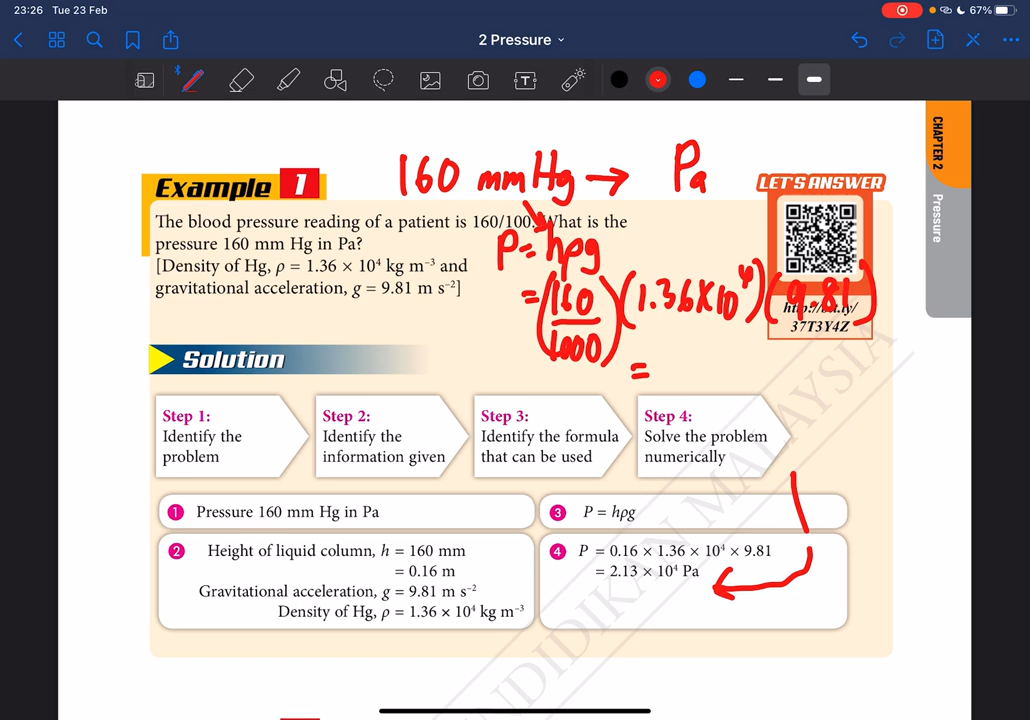 23:26 Tue 23 Feb
67%
2 Pressure
T
CHAPTER 2
Pressure
160 mm Hg → Pa
Example 1
LET'S ANSWER
The blood pressure reading of a patient is 160/100. What is the
pressure 160 mm Hg in Pa?
[Density of Hg, ρ = 1.36 × 10⁴ kg m⁻³ and
gravitational acceleration, g = 9.81 m s⁻²]
P = hρg
= (160/1000) (1.36 × 10⁴) (9.81)
=
37T3Y4Z
Solution
Step 1:
Identify the
problem
Step 2:
Identify the
information given
Step 3:
Identify the formula
that can be used
Step 4:
Solve the problem
numerically
1 Pressure 160 mm Hg in Pa
2 Height of liquid column, h = 160 mm
= 0.16 m
Gravitational acceleration, g = 9.81 m s⁻²
Density of Hg, ρ = 1.36 × 10⁴ kg m⁻³
3 P = hρg
4 P = 0.16 × 1.36 × 10⁴ × 9.81
= 2.13 × 10⁴ Pa
NDIDIKAN MALAYSIA